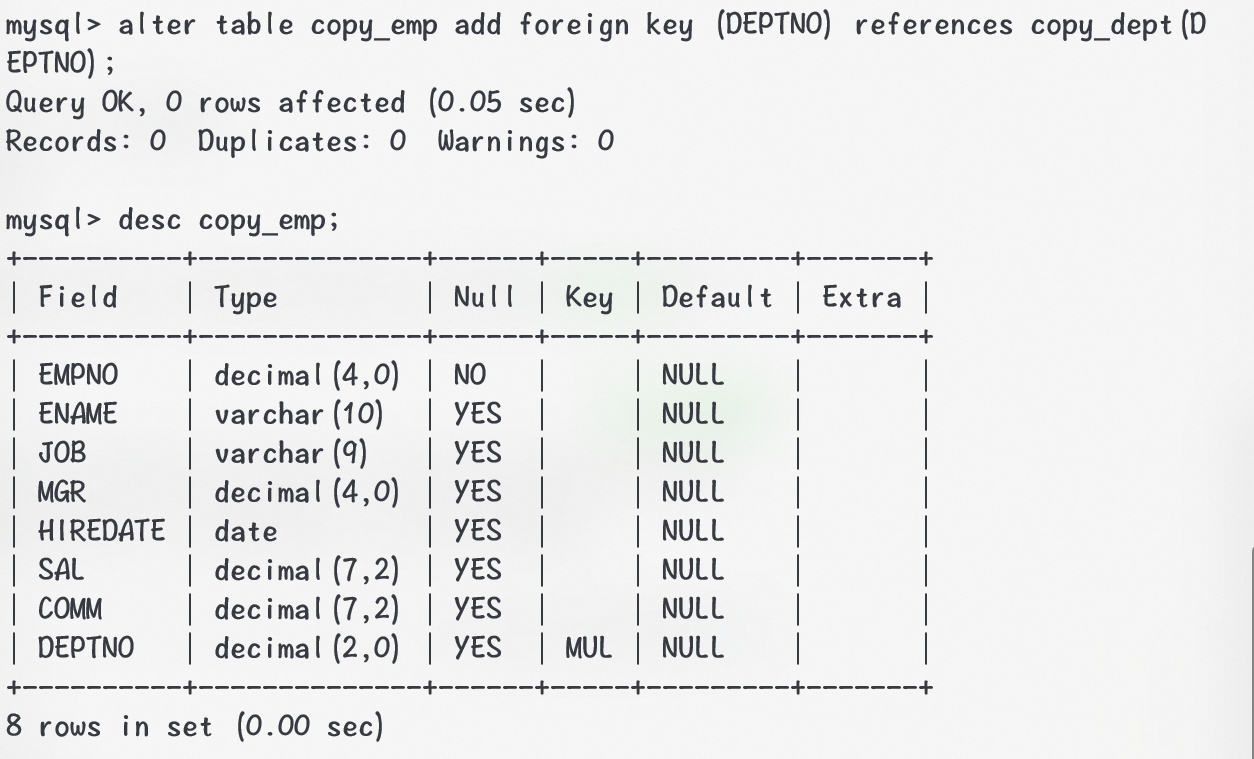 mysql> alter table copy_emp add foreign key (DEPTNO) references copy_dept(D
EPTNO);
Query OK, 0 rows affected (0.05 sec)
Records: 0  Duplicates: 0  Warnings: 0

mysql> desc copy_emp;
+----------+--------------+------+-----+---------+-------+
| Field    | Type         | Null | Key | Default | Extra |
+----------+--------------+------+-----+---------+-------+
| EMPNO    | decimal(4,0) | NO   |     | NULL    |       |
| ENAME    | varchar(10)  | YES  |     | NULL    |       |
| JOB      | varchar(9)   | YES  |     | NULL    |       |
| MGR      | decimal(4,0) | YES  |     | NULL    |       |
| HIREDATE | date         | YES  |     | NULL    |       |
| SAL      | decimal(7,2) | YES  |     | NULL    |       |
| COMM     | decimal(7,2) | YES  |     | NULL    |       |
| DEPTNO   | decimal(2,0) | YES  | MUL | NULL    |       |
+----------+--------------+------+-----+---------+-------+
8 rows in set (0.00 sec)